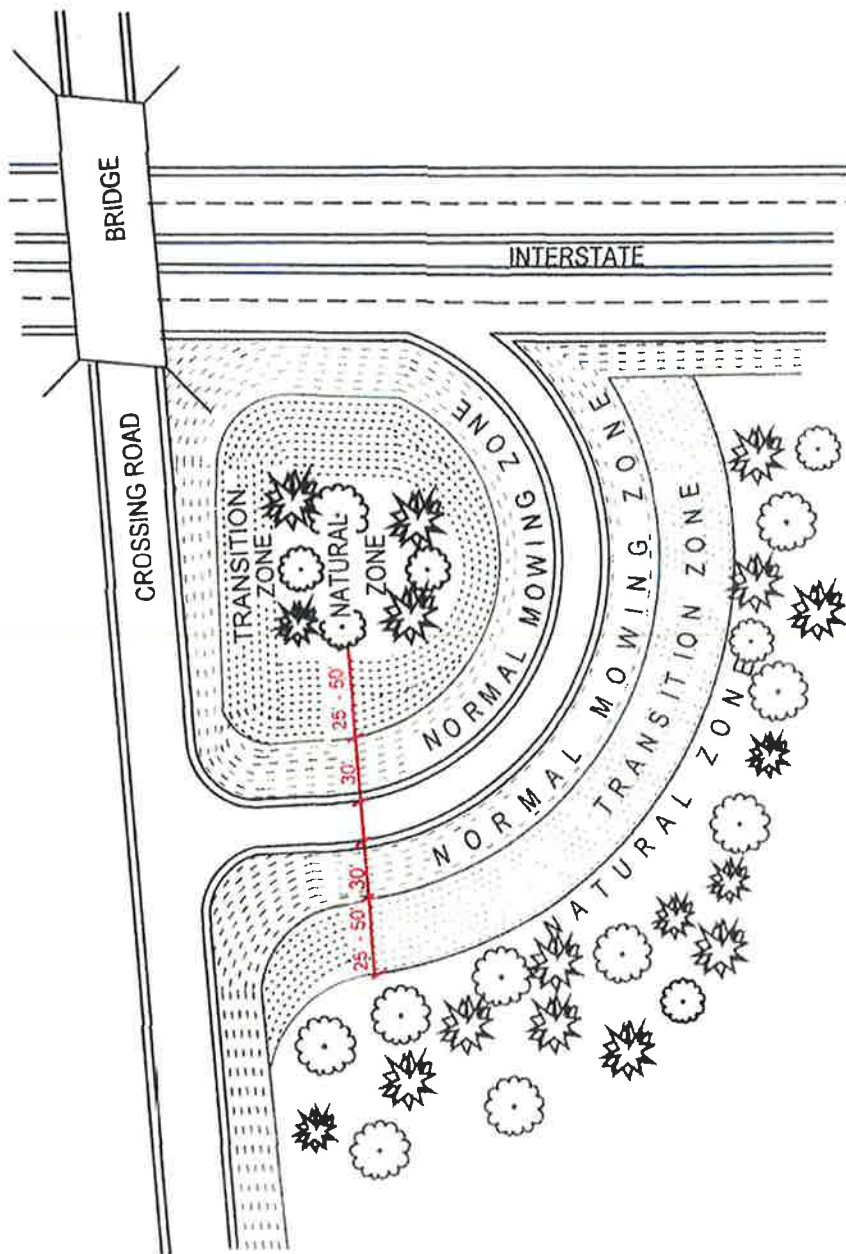 BRIDGE
INTERSTATE
CROSSING ROAD
TRANSITION
ZONE
NATURAL
ZONE
NORMAL MOWING ZONE
NORMAL MOWING ZONE
TRANSITION ZONE
NATURAL ZONE
25' - 50'
30'
30'
25' - 50'